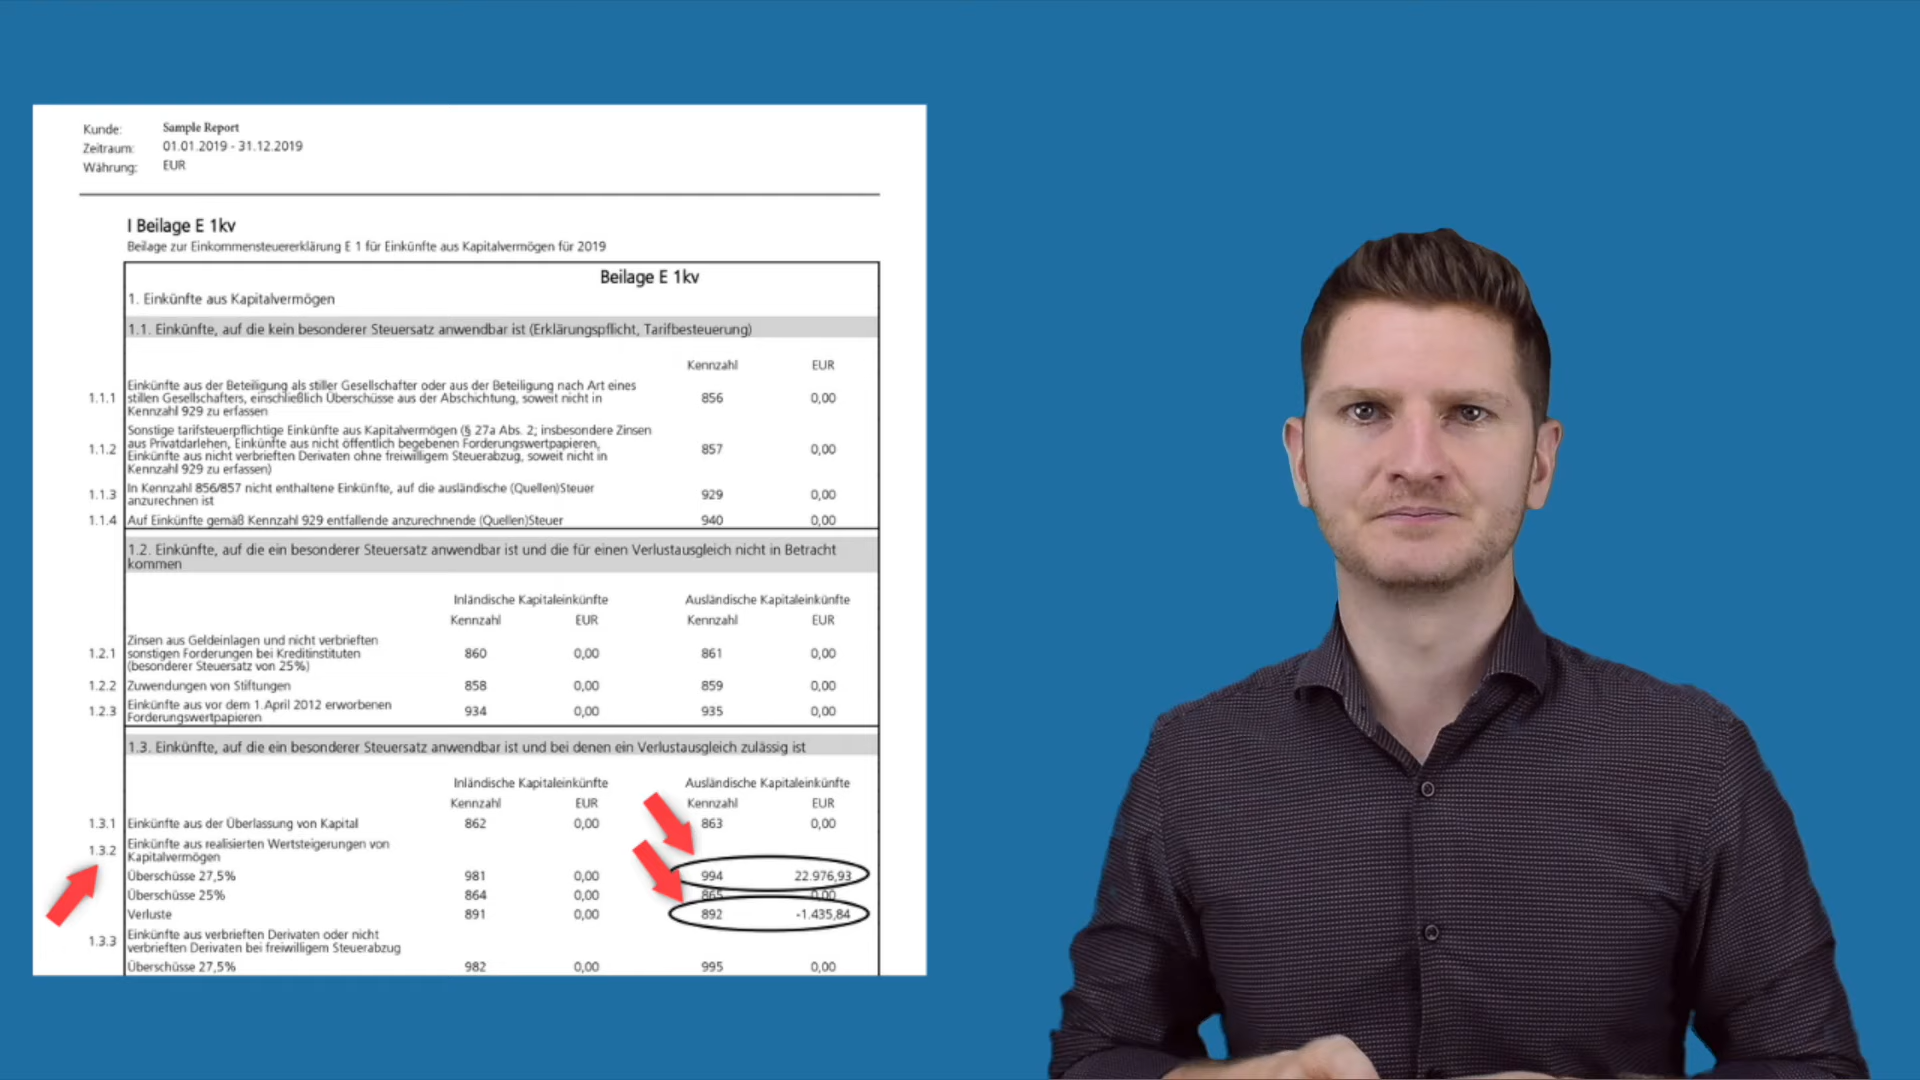 Kunde: Sample Report
Zeitraum: 01.01.2019 - 31.12.2019
Währung: EUR
I Beilage E 1kv
Beilage zur Einkommensteuererklärung E 1 für Einkünfte aus Kapitalvermögen für 2019
Beilage E 1kv
1. Einkünfte aus Kapitalvermögen
1.1. Einkünfte, auf die kein besonderer Steuersatz anwendbar ist (Erklärungspflicht, Tarifbesteuerung)
Kennzahl EUR
Einkünfte aus der Beteiligung als stiller Gesellschafter oder aus der Beteiligung nach Art eines
1.1.1 stillen Gesellschafters, einschließlich Überschüsse aus der Abschichtung, soweit nicht in 856 0,00
Kennzahl 929 zu erfassen
Sonstige tarifsteuerpflichtige Einkünfte aus Kapitalvermögen (§ 27a Abs. 2; insbesondere Zinsen
aus Privatdarlehen, Einkünfte aus nicht öffentlich begebenen Forderungswertpapieren,
1.1.2 857 0,00
Einkünfte aus nicht verbrieften Derivaten ohne freiwilligem Steuerabzug, soweit nicht in
Kennzahl 929 zu erfassen)
In Kennzahl 856/857 nicht enthaltene Einkünfte, auf die ausländische (Quellen)Steuer
1.1.3 929 0,00
anzurechnen ist
1.1.4 Auf Einkünfte gemäß Kennzahl 929 entfallende anzurechnende (Quellen)Steuer 940 0,00
1.2. Einkünfte, auf die ein besonderer Steuersatz anwendbar ist und die für einen Verlustausgleich nicht in Betracht
kommen
Inländische Kapitaleinkünfte Ausländische Kapitaleinkünfte
Kennzahl EUR Kennzahl EUR
Zinsen aus Geldeinlagen und nicht verbrieften
1.2.1 sonstigen Forderungen bei Kreditinstituten 860 0,00 861 0,00
(besonderer Steuersatz von 25%)
1.2.2 Zuwendungen von Stiftungen 858 0,00 859 0,00
Einkünfte aus vor dem 1.April 2012 erworbenen
1.2.3 934 0,00 935 0,00
Forderungswertpapieren
1.3. Einkünfte, auf die ein besonderer Steuersatz anwendbar ist und bei denen ein Verlustausgleich zulässig ist
Inländische Kapitaleinkünfte Ausländische Kapitaleinkünfte
Kennzahl EUR Kennzahl EUR
1.3.1 Einkünfte aus der Überlassung von Kapital 862 0,00 863 0,00
Einkünfte aus realisierten Wertsteigerungen von
1.3.2
Kapitalvermögen
Überschüsse 27,5% 981 0,00 994 22.976,93
Überschüsse 25% 864 0,00 865 0,00
Verluste 891 0,00 892 -1.435,84
Einkünfte aus verbrieften Derivaten oder nicht
1.3.3
verbrieften Derivaten bei freiwilligem Steuerabzug
Überschüsse 27,5% 982 0,00 995 0,00